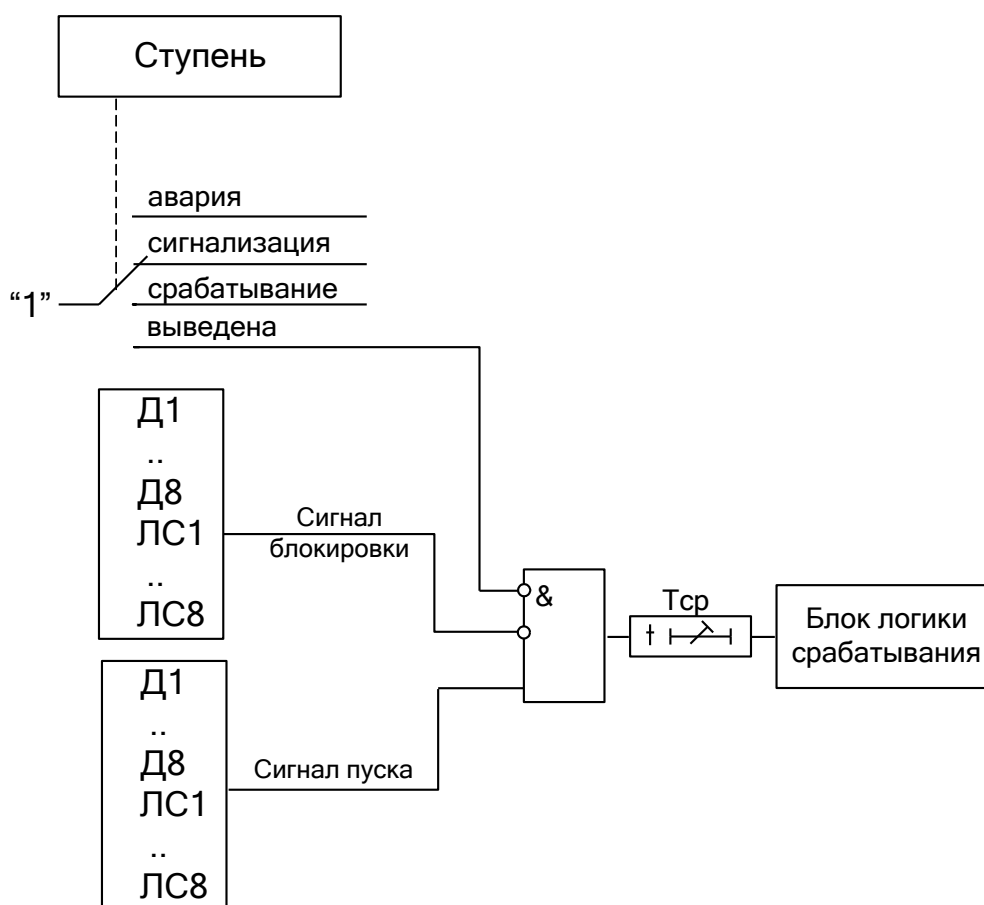 Ступень
авария
сигнализация
“1”
срабатывание
выведена
Д1
..
Д8
ЛС1
..
ЛС8
Сигнал
блокировки
&
Тср
Блок логики
срабатывания
Д1
..
Д8
ЛС1
..
ЛС8
Сигнал пуска